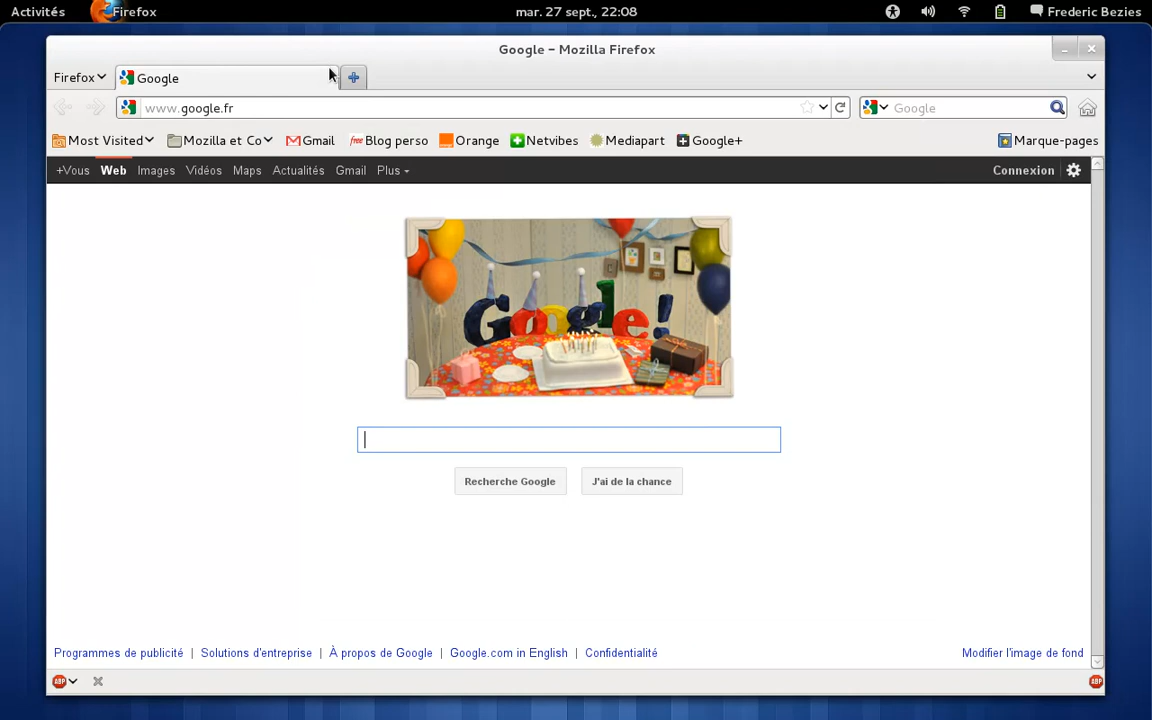 Activités Firefox mar. 27 sept., 22:08 Frederic Bezies
Google – Mozilla Firefox
Firefox Google
www.google.fr Google
Most Visited Mozilla et Co Gmail free Blog perso Orange Netvibes Mediapart Google+ Marque-pages
+Vous Web Images Vidéos Maps Actualités Gmail Plus Connexion
Google!
Recherche Google J'ai de la chance
Programmes de publicité | Solutions d'entreprise | À propos de Google | Google.com in English | Confidentialité Modifier l'image de fond
ABP ABP